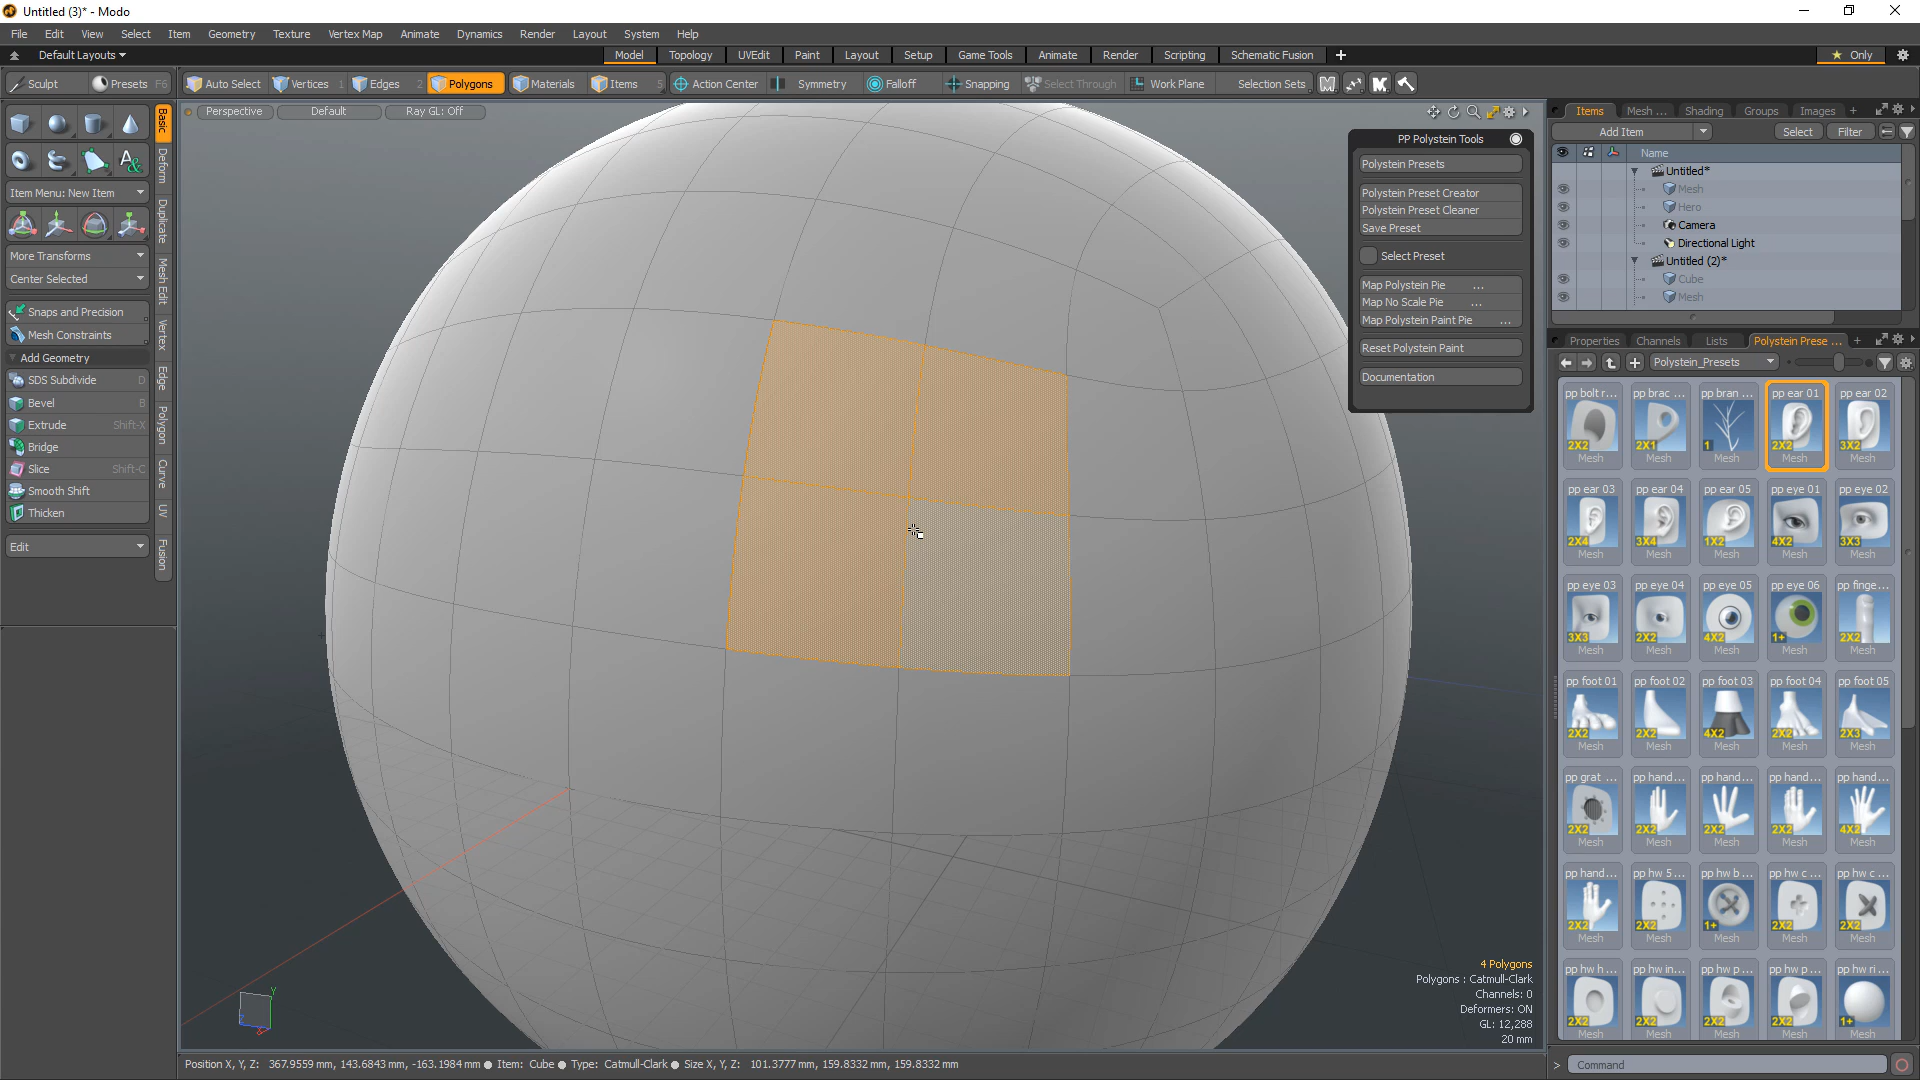 Untitled (3)* - Modo
File Edit View Select Item Geometry Texture Vertex Map Animate Dynamics Render Layout System Help
Default Layouts Model Topology UVEdit Paint Layout Setup Game Tools Animate Render Scripting Schematic Fusion Only
Sculpt Presets F6 Auto Select Vertices 1 Edges 2 Polygons Materials Items 5 Action Center Symmetry Falloff Snapping Select Through Work Plane Selection Sets
Basic
Deform
Duplicate
Mesh Edit
Vertex
Edge
Polygon
Curve
UV
Fusion
Item Menu: New Item
More Transforms
Center Selected
Snaps and Precision
Mesh Constraints
Add Geometry
SDS Subdivide D
Bevel B
Extrude Shift-X
Bridge
Slice Shift-C
Smooth Shift
Thicken
Edit
Perspective Default Ray GL: Off
PP Polystein Tools
Polystein Presets
Polystein Preset Creator
Polystein Preset Cleaner
Save Preset
Select Preset
Map Polystein Pie ...
Map No Scale Pie ...
Map Polystein Paint Pie ...
Reset Polystein Paint
Documentation
Items Mesh ... Shading Groups Images
Add Item Select Filter
Name
Untitled*
Mesh
Hero
Camera
Directional Light
Untitled (2)*
Cube
Mesh
Properties Channels Lists Polystein Prese ...
Polystein_Presets
pp bolt r... pp brac ... pp bran ... pp ear 01 pp ear 02
2X2 2X1 1 2X2 3X2
Mesh Mesh Mesh Mesh Mesh
pp ear 03 pp ear 04 pp ear 05 pp eye 01 pp eye 02
2X4 3X4 1X2 4X2 3X3
Mesh Mesh Mesh Mesh Mesh
pp eye 03 pp eye 04 pp eye 05 pp eye 06 pp finge...
3X3 2X2 4X2 1+ 2X2
Mesh Mesh Mesh Mesh Mesh
pp foot 01 pp foot 02 pp foot 03 pp foot 04 pp foot 05
2X2 2X2 4X2 2X2 2X3
Mesh Mesh Mesh Mesh Mesh
pp grat ... pp hand... pp hand... pp hand... pp hand...
2X2 2X2 2X2 2X2 4X2
Mesh Mesh Mesh Mesh Mesh
pp hand... pp hw 5... pp hw b... pp hw c ... pp hw c ...
2X2 2X2 1+ 2X2 2X2
Mesh Mesh Mesh Mesh Mesh
pp hw h ... pp hw in... pp hw p ... pp hw p ... pp hw ri ...
2X2 2X2 2X2 2X2 1+
Mesh Mesh Mesh Mesh Mesh
4 Polygons
Polygons : Catmull-Clark
Channels: 0
Deformers: ON
GL: 12,288
20 mm
Y
Z
Position X, Y, Z: 367.9559 mm, 143.6843 mm, -163.1984 mm Item: Cube Type: Catmull-Clark Size X, Y, Z: 101.3777 mm, 159.8332 mm, 159.8332 mm
> Command